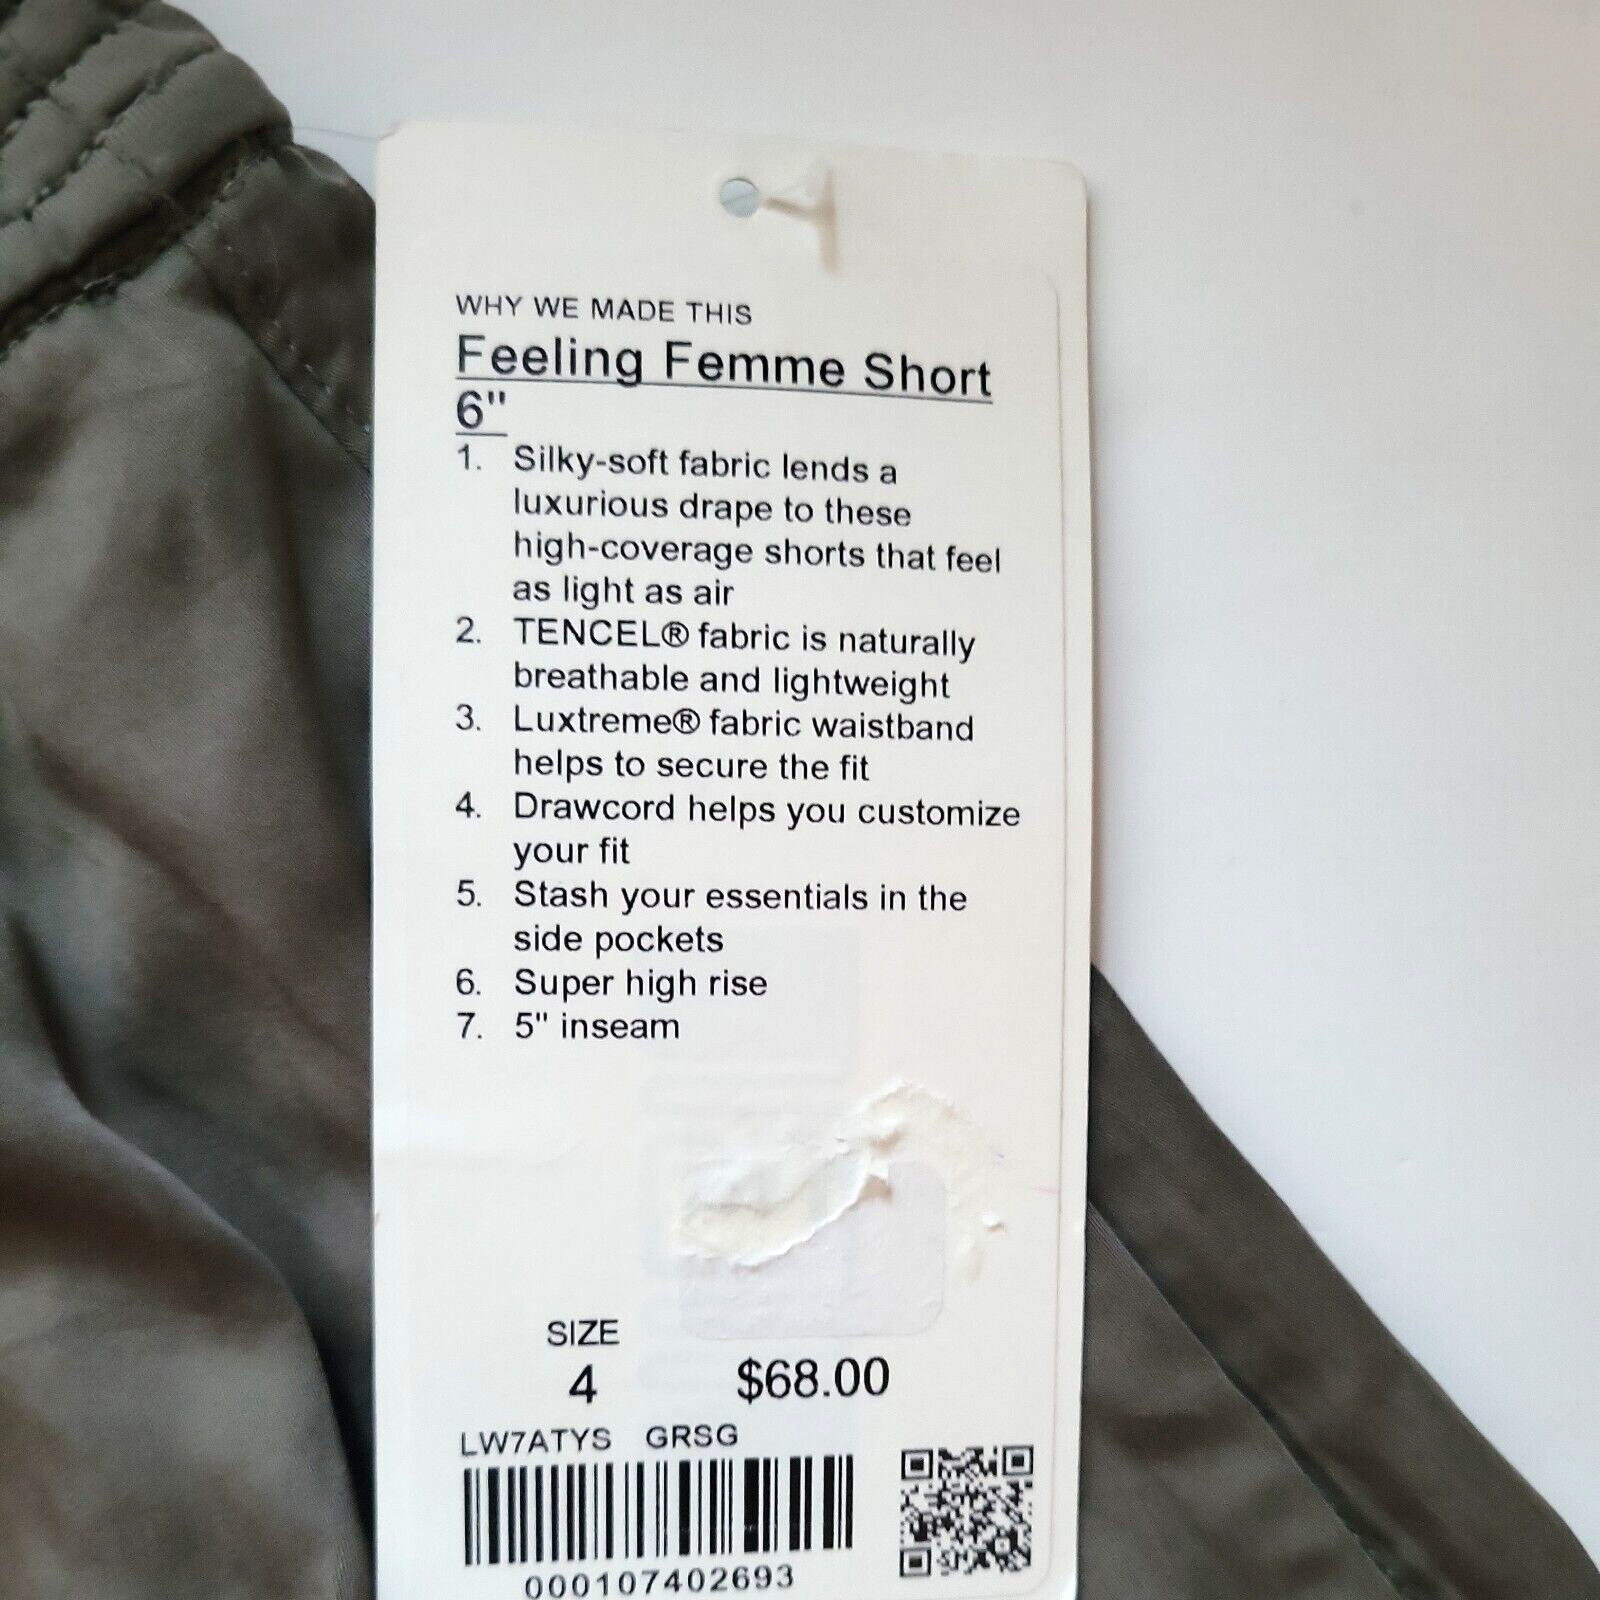 WHY WE MADE THIS
Feeling Femme Short
6"
1. Silky-soft fabric lends a
luxurious drape to these
high-coverage shorts that feel
as light as air
2. TENCEL® fabric is naturally
breathable and lightweight
3. Luxtreme® fabric waistband
helps to secure the fit
4. Drawcord helps you customize
your fit
5. Stash your essentials in the
side pockets
6. Super high rise
7. 5" inseam
SIZE
4 $68.00
LW7ATYS GRSG
000107402693